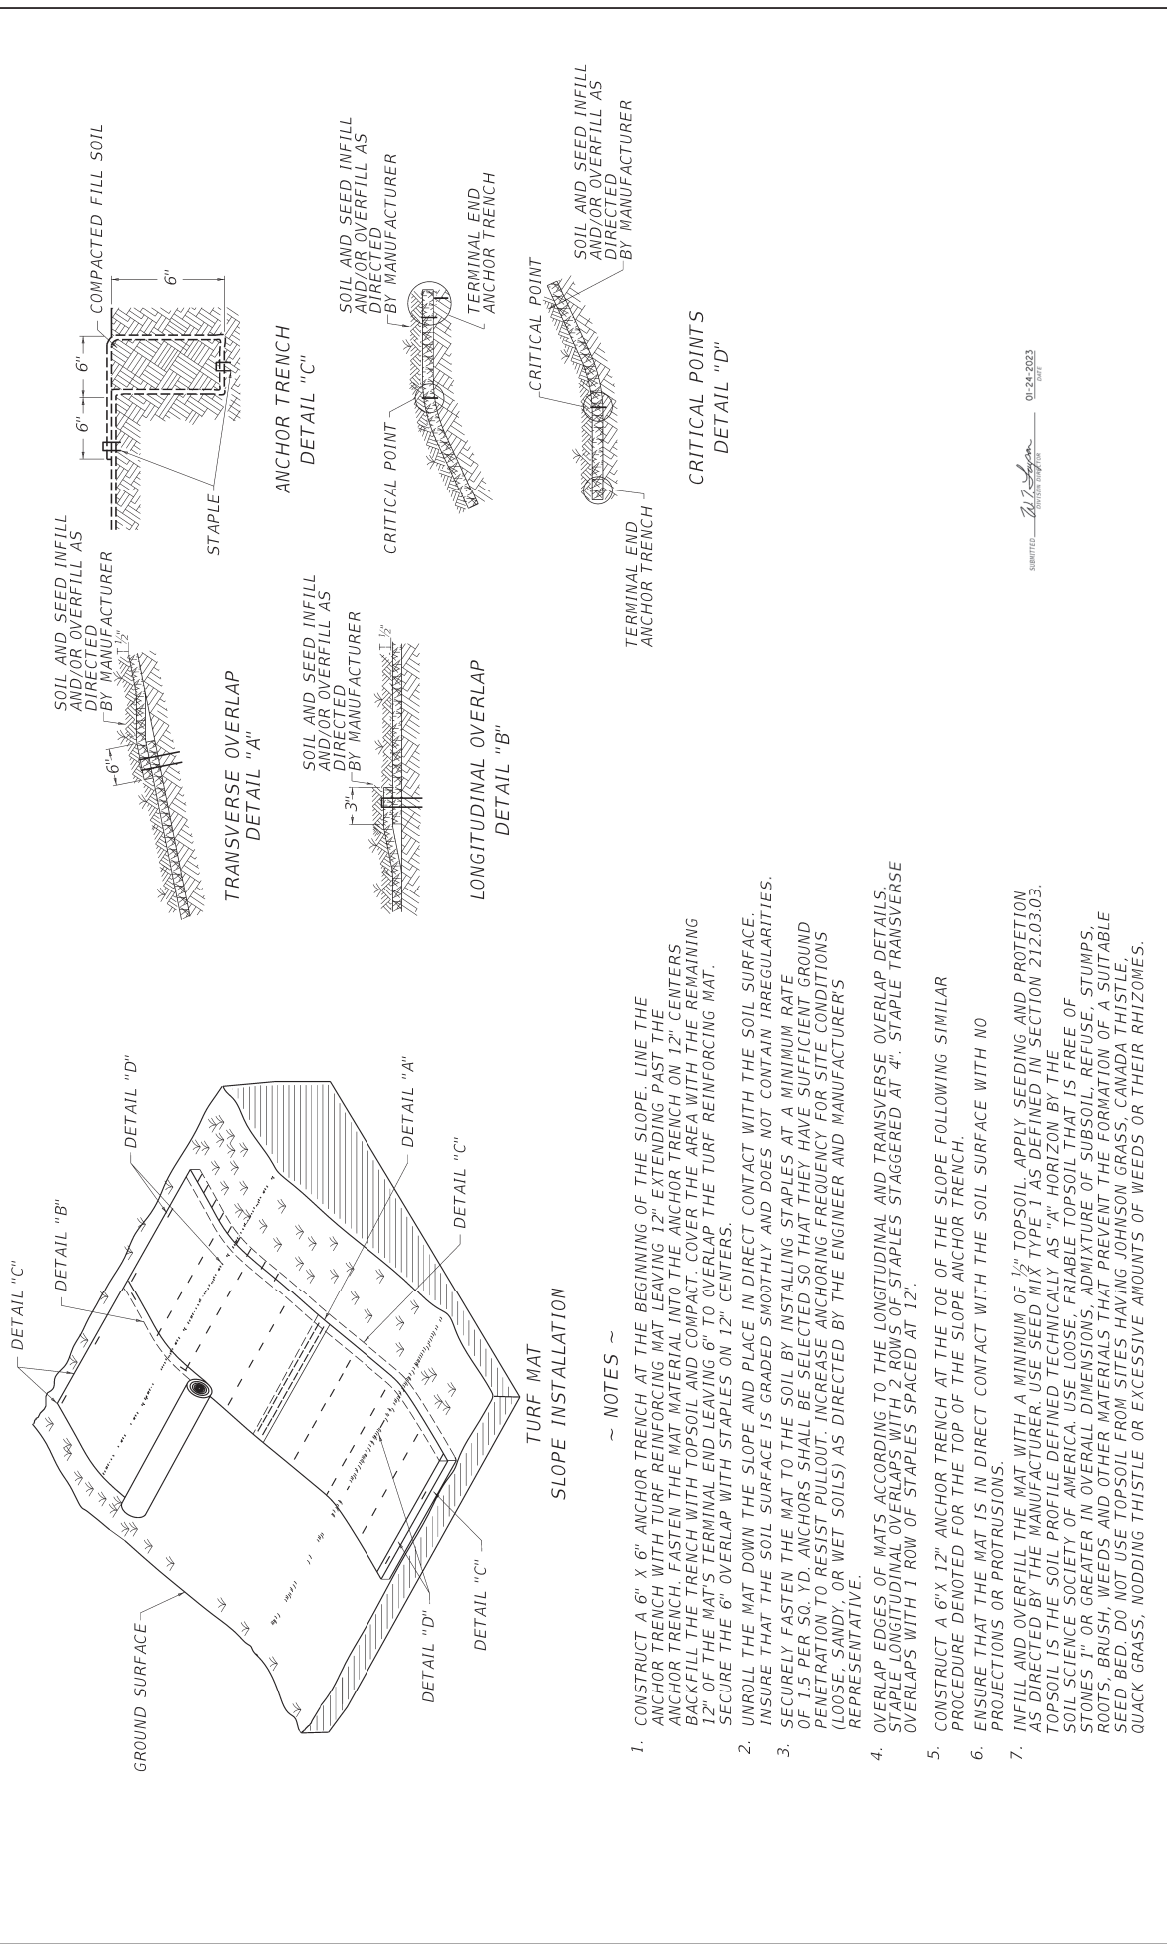 DETAIL "C"
DETAIL "B"
DETAIL "D"
GROUND SURFACE
DETAIL "A"
DETAIL "C"
DETAIL "D"
DETAIL "C"
TURF MAT
SLOPE INSTALLATION
SOIL AND SEED INFILL
AND/OR OVERFILL AS
DIRECTED
BY MANUFACTURER
6"
1/2"
TRANSVERSE OVERLAP
DETAIL "A"
SOIL AND SEED INFILL
AND/OR OVERFILL AS
DIRECTED
BY MANUFACTURER
3"
1/2"
LONGITUDINAL OVERLAP
DETAIL "B"
COMPACTED FILL SOIL
6"
6"
6"
STAPLE
ANCHOR TRENCH
DETAIL "C"
SOIL AND SEED INFILL
AND/OR OVERFILL AS
DIRECTED
BY MANUFACTURER
CRITICAL POINT
TERMINAL END
ANCHOR TRENCH
CRITICAL POINT
SOIL AND SEED INFILL
AND/OR OVERFILL AS
DIRECTED
BY MANUFACTURER
TERMINAL END
ANCHOR TRENCH
CRITICAL POINTS
DETAIL "D"
~ NOTES ~
1. CONSTRUCT A 6" X 6" ANCHOR TRENCH AT THE BEGINNING OF THE SLOPE. LINE THE
ANCHOR TRENCH WITH TURF REINFORCING MAT LEAVING 12" EXTENDING PAST THE
ANCHOR TRENCH. FASTEN THE MAT MATERIAL INTO THE ANCHOR TRENCH ON 12" CENTERS
BACKFILL THE TRENCH WITH TOPSOIL AND COMPACT. COVER THE AREA WITH THE REMAINING
12" OF THE MAT'S TERMINAL END LEAVING 6" TO OVERLAP THE TURF REINFORCING MAT.
SECURE THE 6" OVERLAP WITH STAPLES ON 12" CENTERS.
2. UNROLL THE MAT DOWN THE SLOPE AND PLACE IN DIRECT CONTACT WITH THE SOIL SURFACE.
INSURE THAT THE SOIL SURFACE IS GRADED SMOOTHLY AND DOES NOT CONTAIN IRREGULARITIES.
3. SECURELY FASTEN THE MAT TO THE SOIL BY INSTALLING STAPLES AT A MINIMUM RATE
OF 1.5 PER SQ. YD. ANCHORS SHALL BE SELECTED SO THAT THEY HAVE SUFFICIENT GROUND
PENETRATION TO RESIST PULLOUT. INCREASE ANCHORING FREQUENCY FOR SITE CONDITIONS
(LOOSE, SANDY, OR WET SOILS) AS DIRECTED BY THE ENGINEER AND MANUFACTURER'S
REPRESENTATIVE.
4. OVERLAP EDGES OF MATS ACCORDING TO THE LONGITUDINAL AND TRANSVERSE OVERLAP DETAILS.
STAPLE LONGITUDINAL OVERLAPS WITH 2 ROWS OF STAPLES STAGGERED AT 4". STAPLE TRANSVERSE
OVERLAPS WITH 1 ROW OF STAPLES SPACED AT 12".
5. CONSTRUCT A 6"X 12" ANCHOR TRENCH AT THE TOE OF THE SLOPE FOLLOWING SIMILAR
PROCEDURE DENOTED FOR THE TOP OF THE SLOPE ANCHOR TRENCH.
6. ENSURE THAT THE MAT IS IN DIRECT CONTACT WITH THE SOIL SURFACE WITH NO
PROJECTIONS OR PROTRUSIONS.
7. INFILL AND OVERFILL THE MAT WITH A MINIMUM OF 1/2" TOPSOIL. APPLY SEEDING AND PROTETION
AS DIRECTED BY THE MANUFACTURER. USE SEED MIX TYPE 1 AS DEFINED IN SECTION 212.03.03.
TOPSOIL IS THE SOIL PROFILE DEFINED TECHNICALLY AS "A" HORIZON BY THE
SOIL SCIENCE SOCIETY OF AMERICA. USE LOOSE, FRIABLE TOPSOIL THAT IS FREE OF
STONES 1" OR GREATER IN OVERALL DIMENSIONS, ADMIXTURE OF SUBSOIL, REFUSE, STUMPS,
ROOTS, BRUSH, WEEDS AND OTHER MATERIALS THAT PREVENT THE FORMATION OF A SUITABLE
SEED BED. DO NOT USE TOPSOIL FROM SITES HAVING JOHNSON GRASS, CANADA THISTLE,
QUACK GRASS, NODDING THISTLE OR EXCESSIVE AMOUNTS OF WEEDS OR THEIR RHIZOMES.
SUBMITTED 01-24-2023
DIVISION DIRECTOR DATE